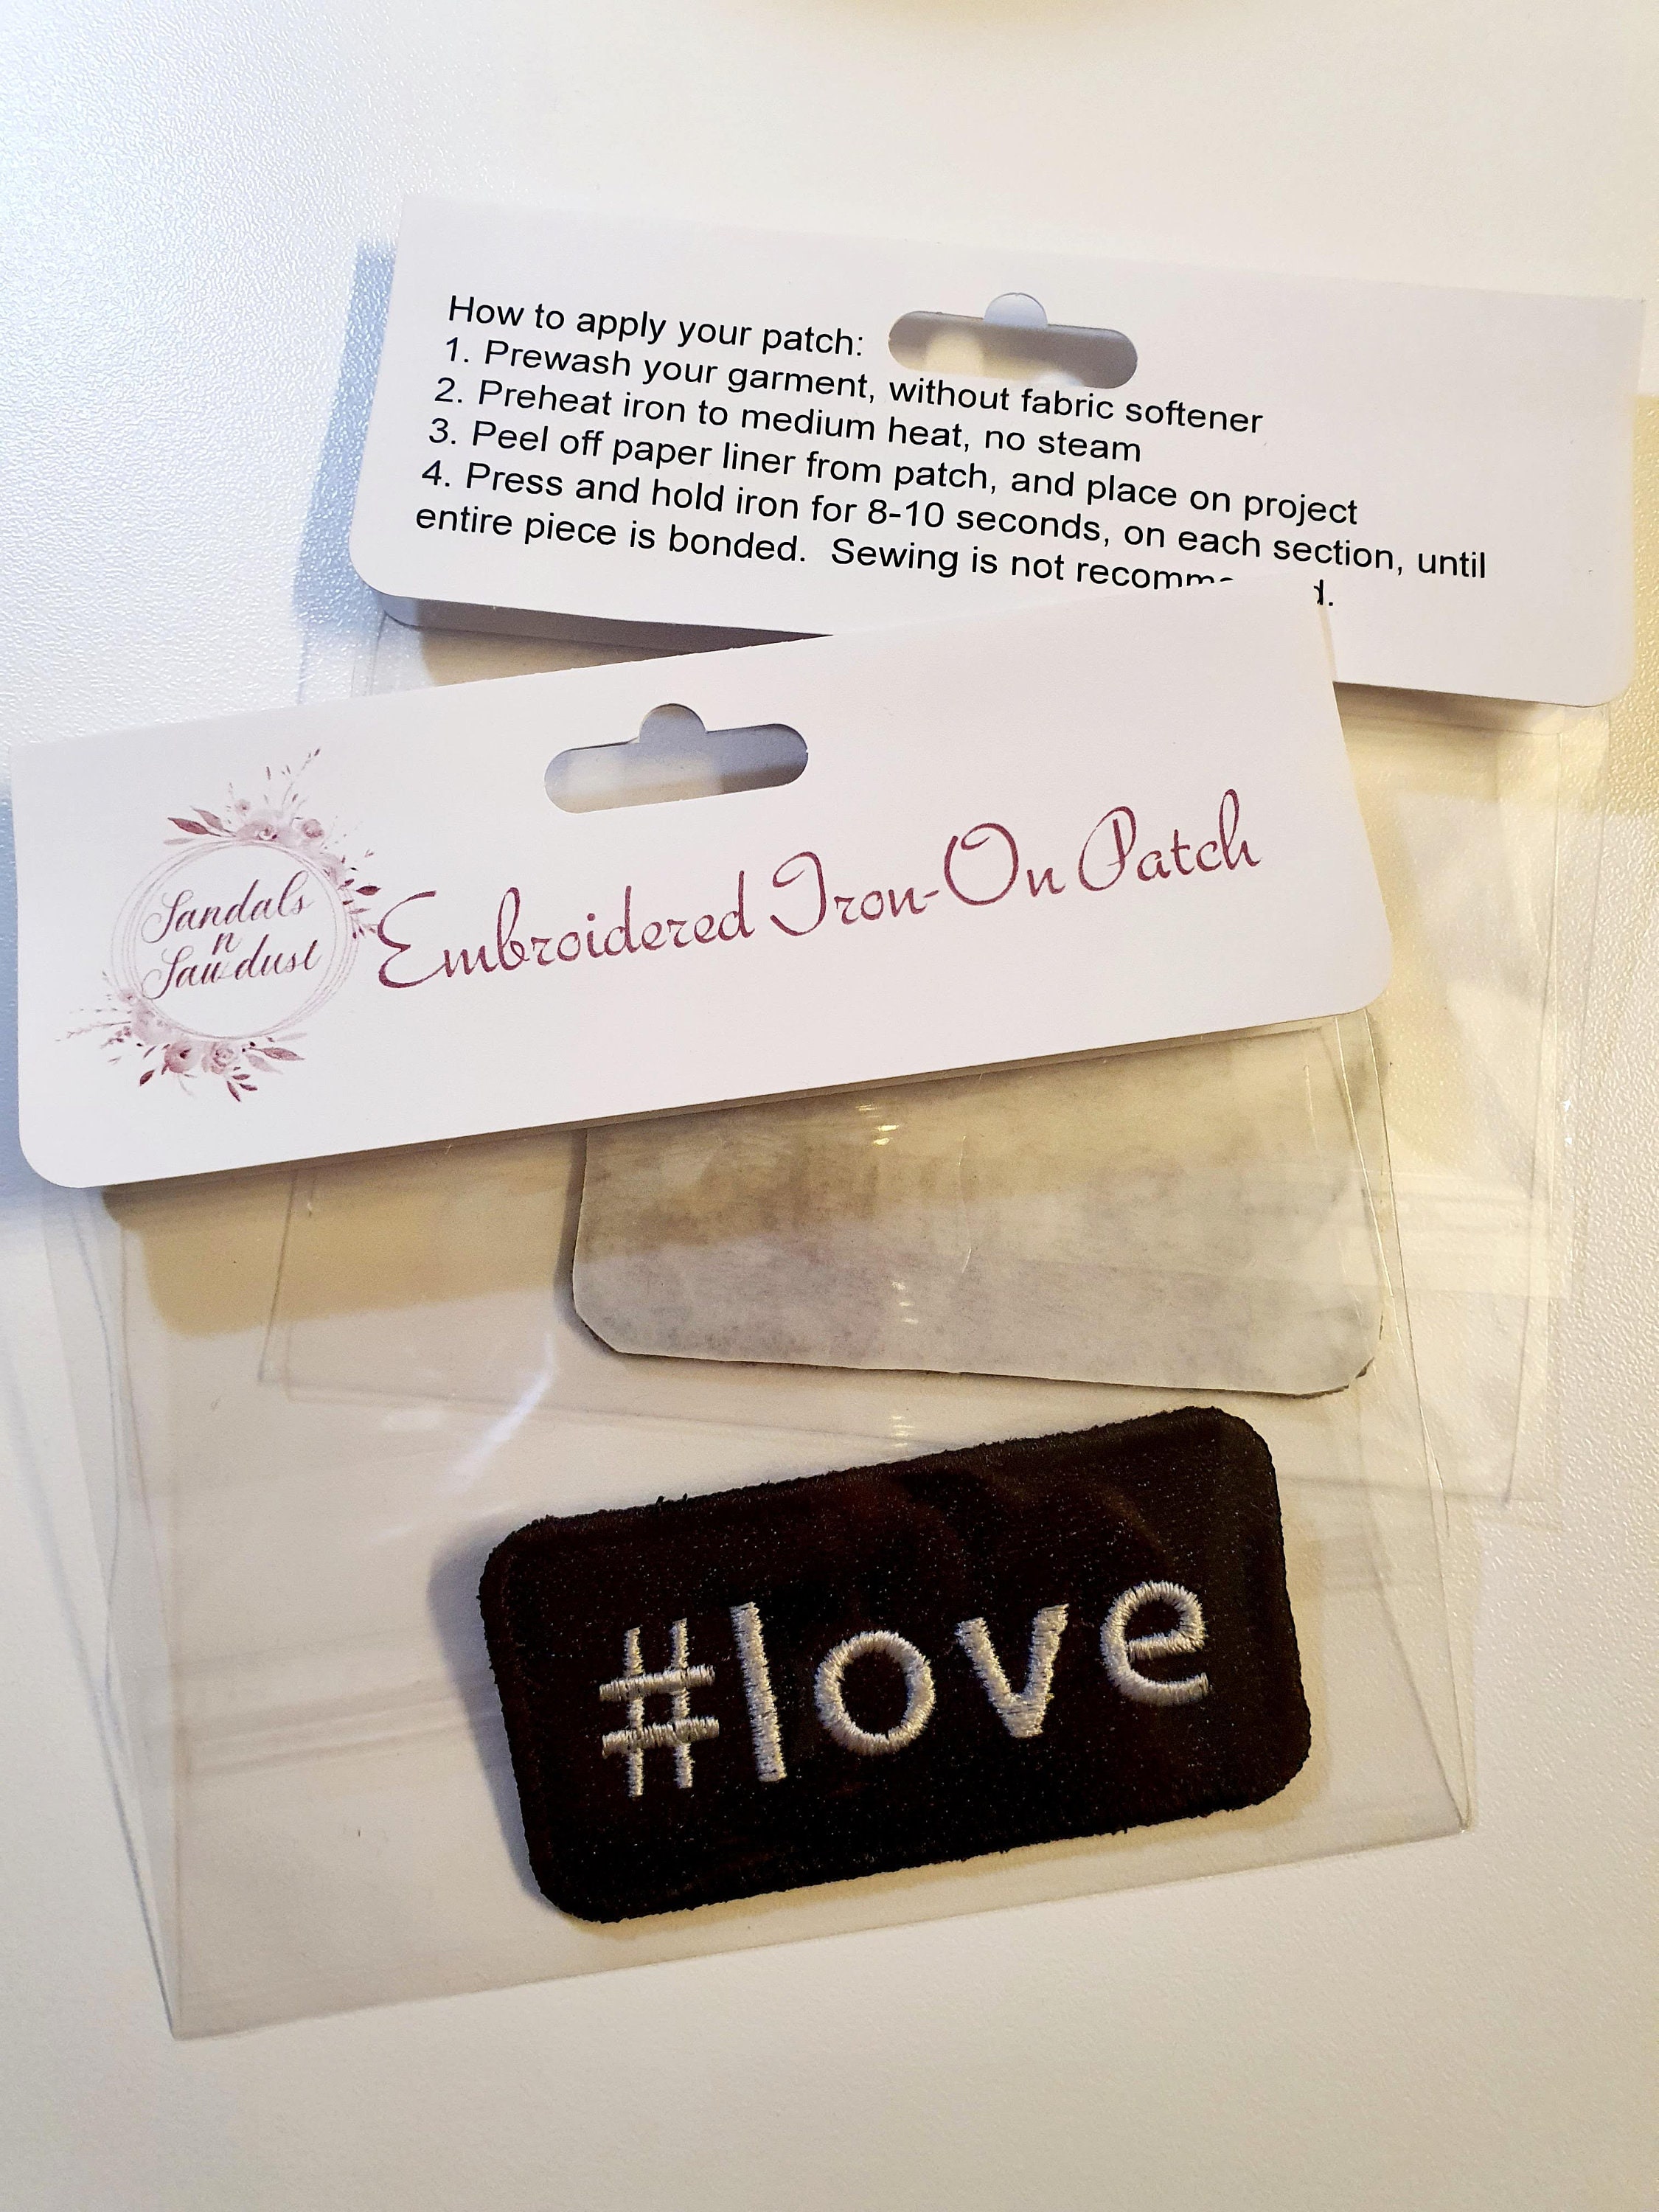 How to apply your patch:
1. Prewash your garment, without fabric softener
2. Preheat iron to medium heat, no steam
3. Peel off paper liner from patch, and place on project
4. Press and hold iron for 8-10 seconds, on each section, until
entire piece is bonded. Sewing is not
Sandals
n
Sawdust
Embroidered Iron-On Patch
#love